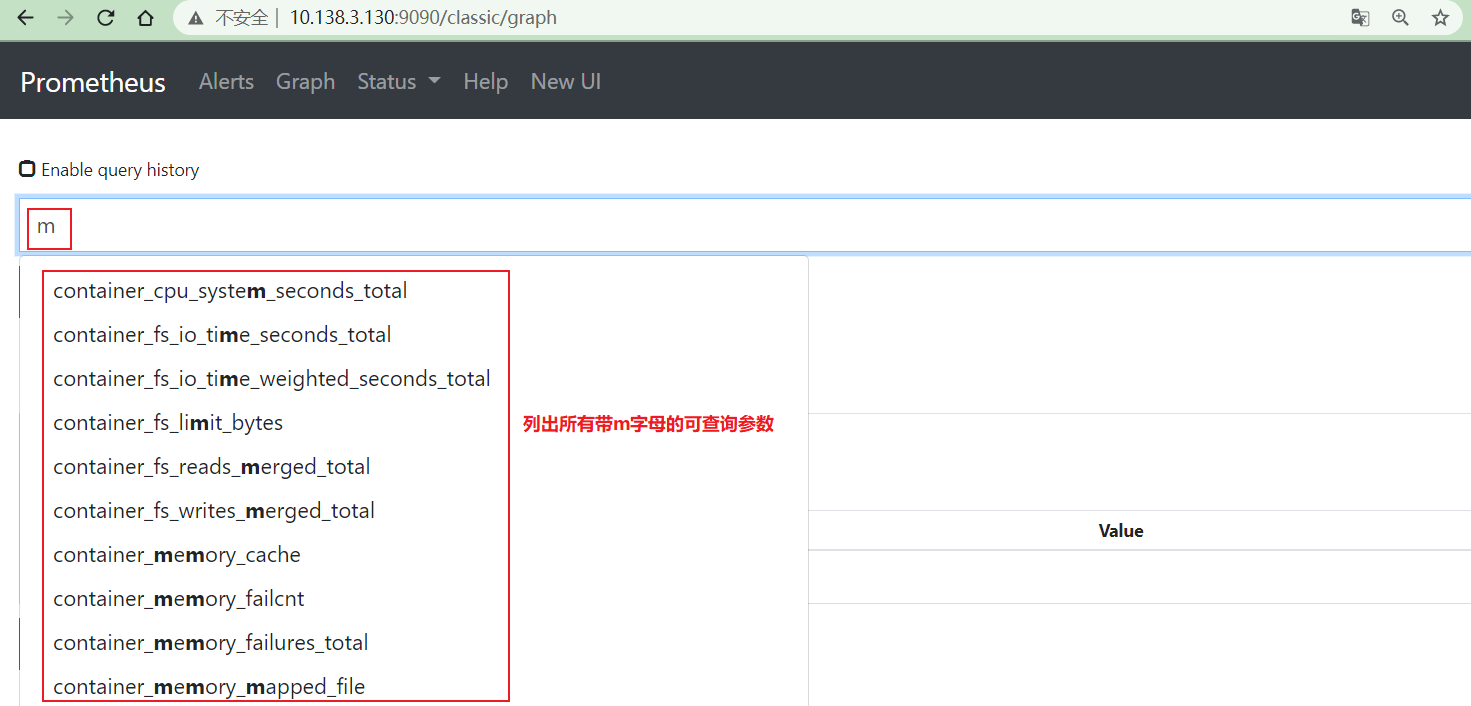 不安全 | 10.138.3.130:9090/classic/graph
Prometheus Alerts Graph Status Help New UI
Enable query history
m
container_cpu_system_seconds_total
container_fs_io_time_seconds_total
container_fs_io_time_weighted_seconds_total
container_fs_limit_bytes
列出所有带m字母的可查询参数
container_fs_reads_merged_total
container_fs_writes_merged_total
Value
container_memory_cache
container_memory_failcnt
container_memory_failures_total
container_memory_mapped_file